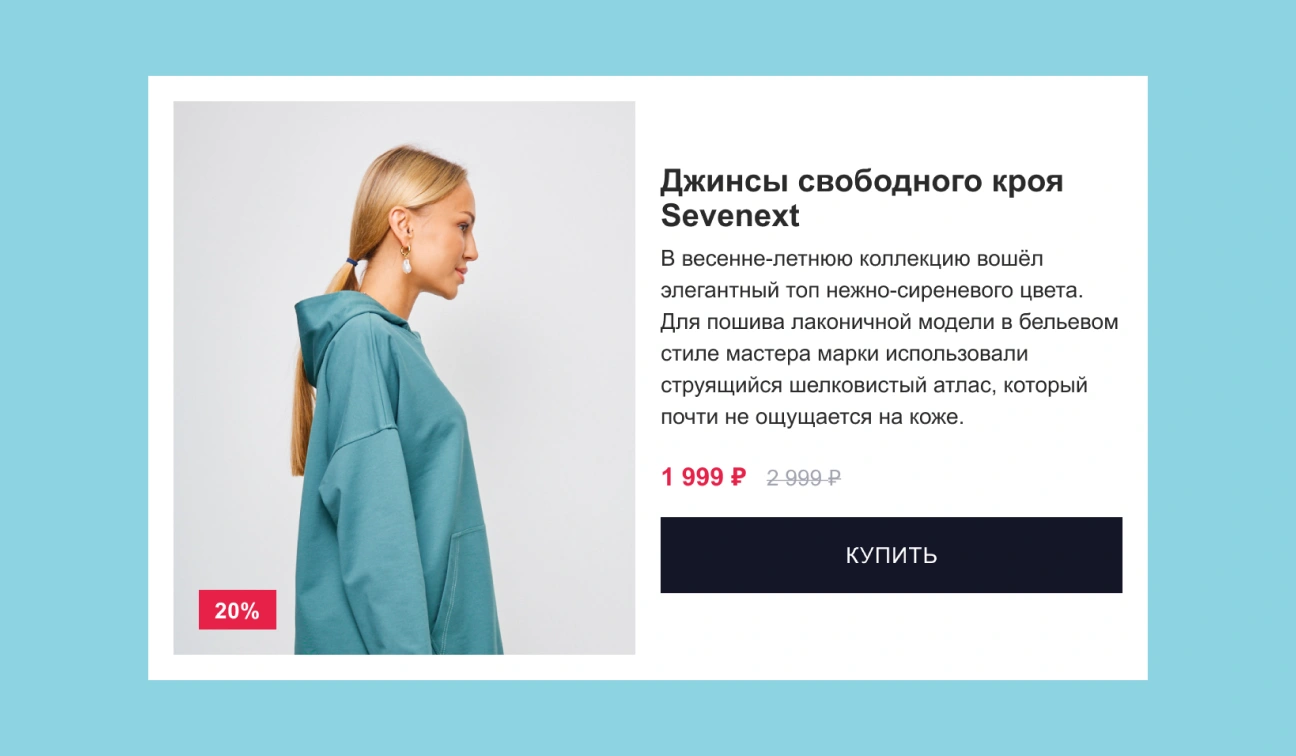 Джинсы свободного кроя
Sevenext
В весенне-летнюю коллекцию вошёл
элегантный топ нежно-сиреневого цвета.
Для пошива лаконичной модели в бельевом
стиле мастера марки использовали
струящийся шелковистый атлас, который
почти не ощущается на коже.
1 999 ₽ 2 999 ₽
КУПИТЬ
20%